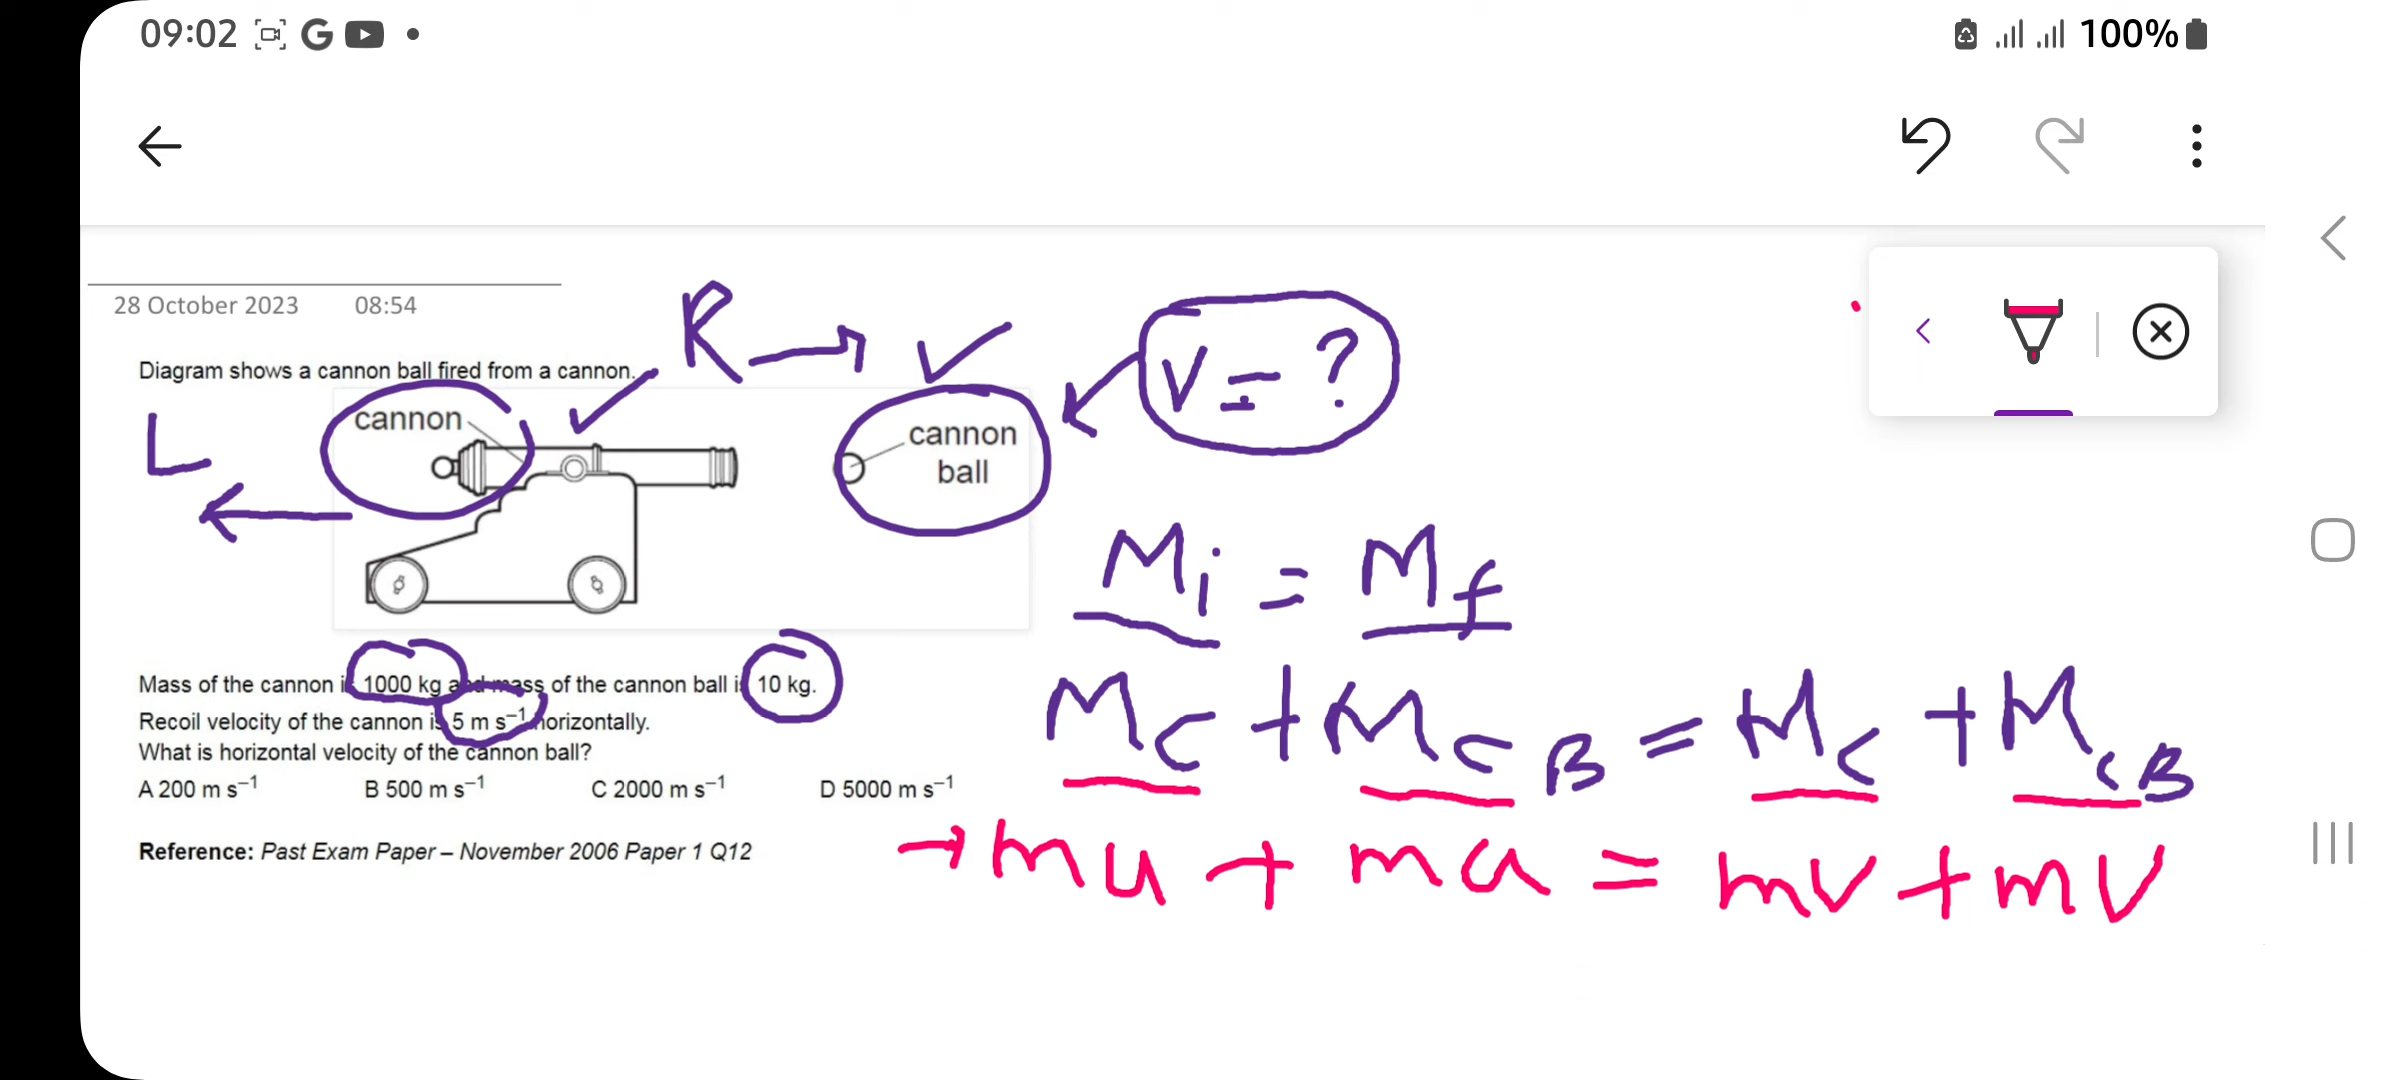 09:02 G 100%
28 October 2023 08:54
R
V = ?
Diagram shows a cannon ball fired from a cannon.
L
cannon
cannon
ball
Mi = Mf
Mass of the cannon is 1000 kg and mass of the cannon ball is 10 kg.
Recoil velocity of the cannon is 5 m s⁻¹ horizontally.
What is horizontal velocity of the cannon ball?
A 200 m s⁻¹ B 500 m s⁻¹ C 2000 m s⁻¹ D 5000 m s⁻¹
Mc + McB = Mc + McB
Reference: Past Exam Paper – November 2006 Paper 1 Q12
→ mu + mu = mv + mv